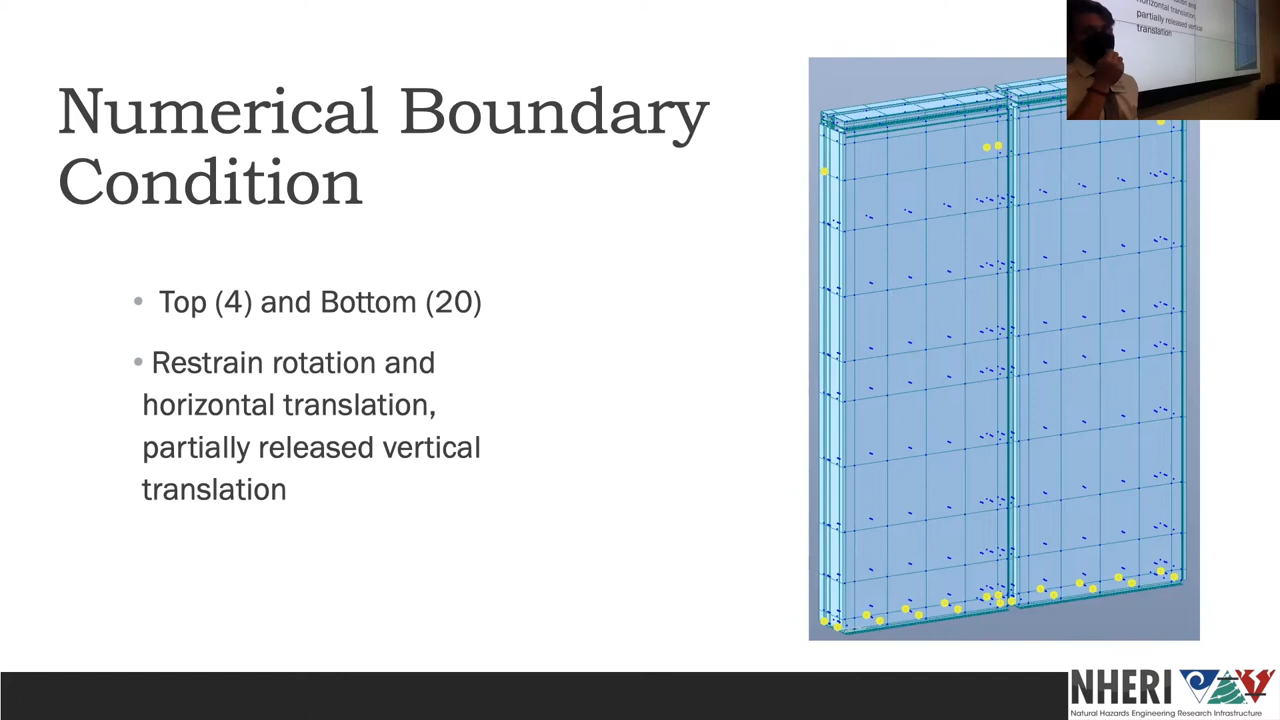 Numerical Boundary
Condition
• Top (4) and Bottom (20)
• Restrain rotation and
horizontal translation,
partially released vertical
translation
horizontal translation,
partially released vertical
translation
NHERI
Natural Hazards Engineering Research Infrastructure